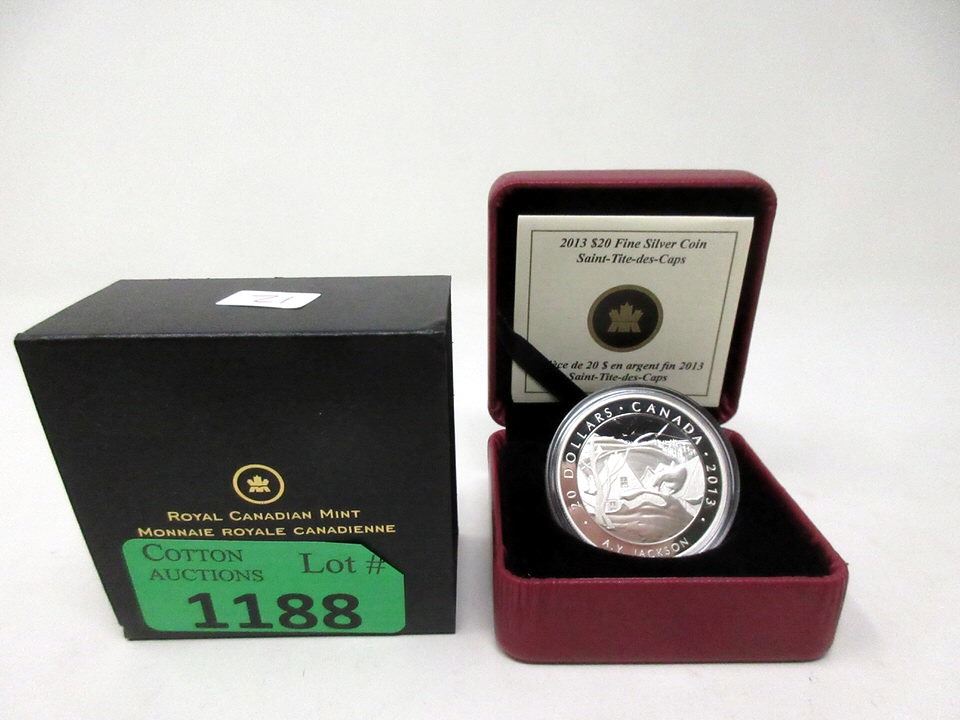 21
ROYAL CANADIAN MINT
MONNAIE ROYALE CANADIENNE
COTTON
AUCTIONS
Lot #
1188
2013 $20 Fine Silver Coin
Saint-Tite-des-Caps
de 20 $ en argent fin 2013
Saint-Tite-des-Caps
20 DOLLARS · CANADA · 2013 ·
A.Y. JACKSON